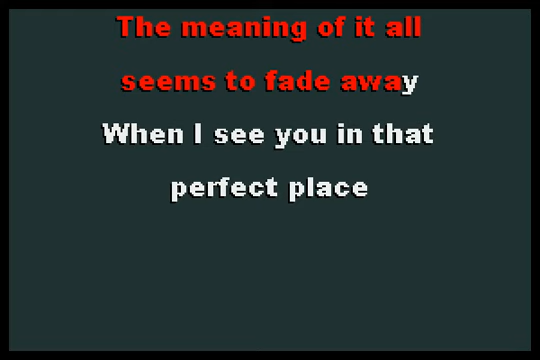 The meaning of it all
seems to fade away
When I see you in that
perfect place